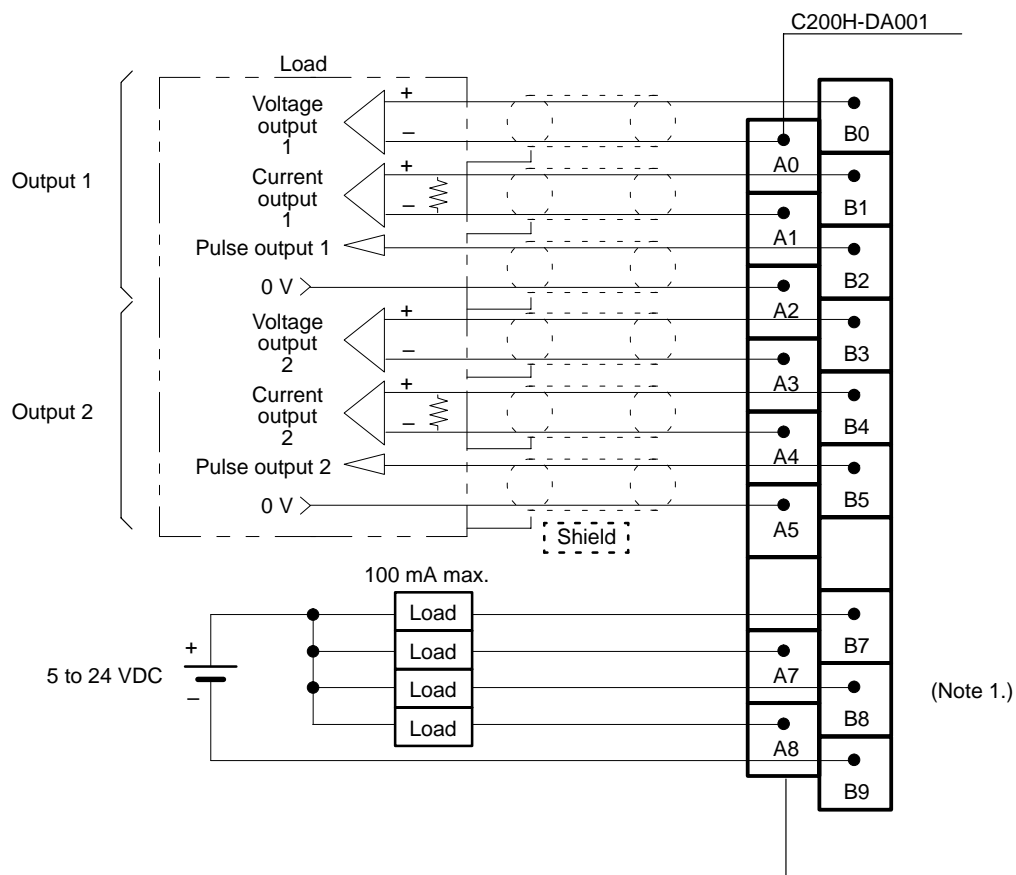 C200H-DA001
Load
Output 1
Voltage
output
1
+
−
B0
A0
Current
output
1
+
−
B1
A1
Pulse output 1
B2
0 V
A2
Output 2
Voltage
output
2
+
−
B3
A3
Current
output
2
+
−
B4
A4
Pulse output 2
B5
0 V
A5
Shield
100 mA max.
Load
B7
5 to 24 VDC
+
−
Load
A7
Load
B8
(Note 1.)
Load
A8
B9